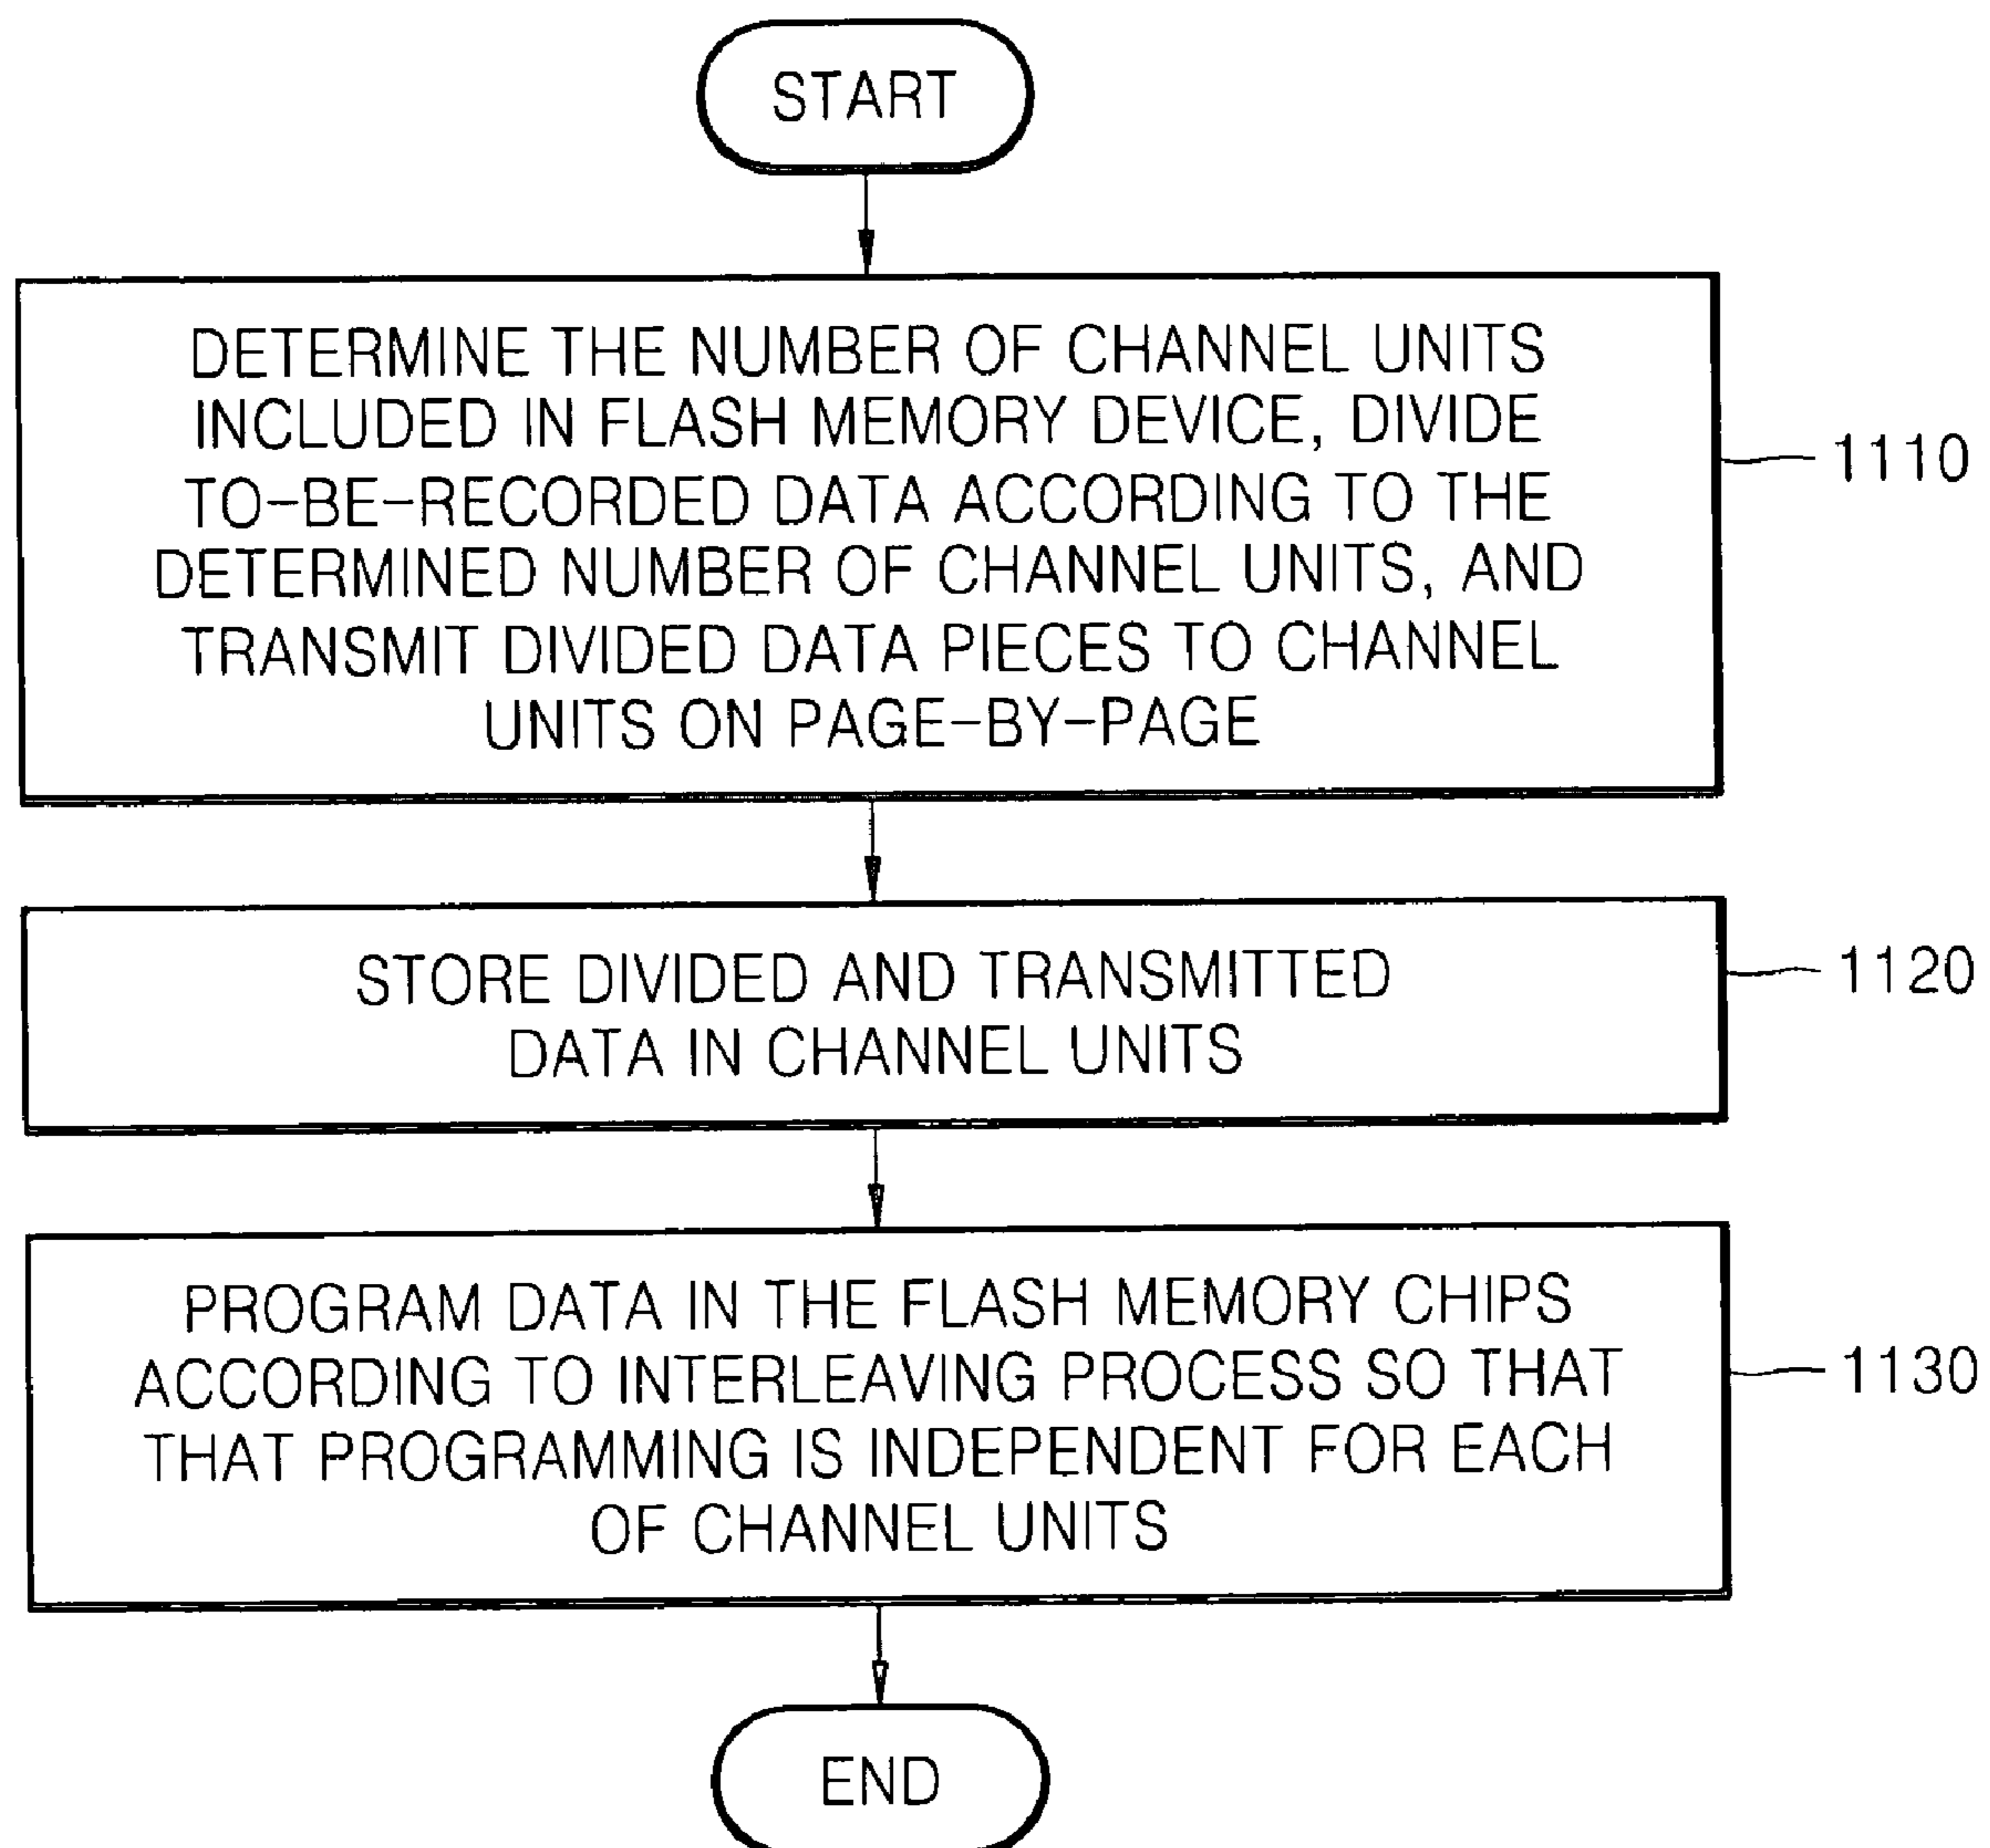 START
DETERMINE THE NUMBER OF CHANNEL UNITS
INCLUDED IN FLASH MEMORY DEVICE, DIVIDE
TO-BE-RECORDED DATA ACCORDING TO THE
DETERMINED NUMBER OF CHANNEL UNITS, AND
TRANSMIT DIVIDED DATA PIECES TO CHANNEL
UNITS ON PAGE-BY-PAGE
1110
STORE DIVIDED AND TRANSMITTED
DATA IN CHANNEL UNITS
1120
PROGRAM DATA IN THE FLASH MEMORY CHIPS
ACCORDING TO INTERLEAVING PROCESS SO THAT
THAT PROGRAMMING IS INDEPENDENT FOR EACH
OF CHANNEL UNITS
1130
END